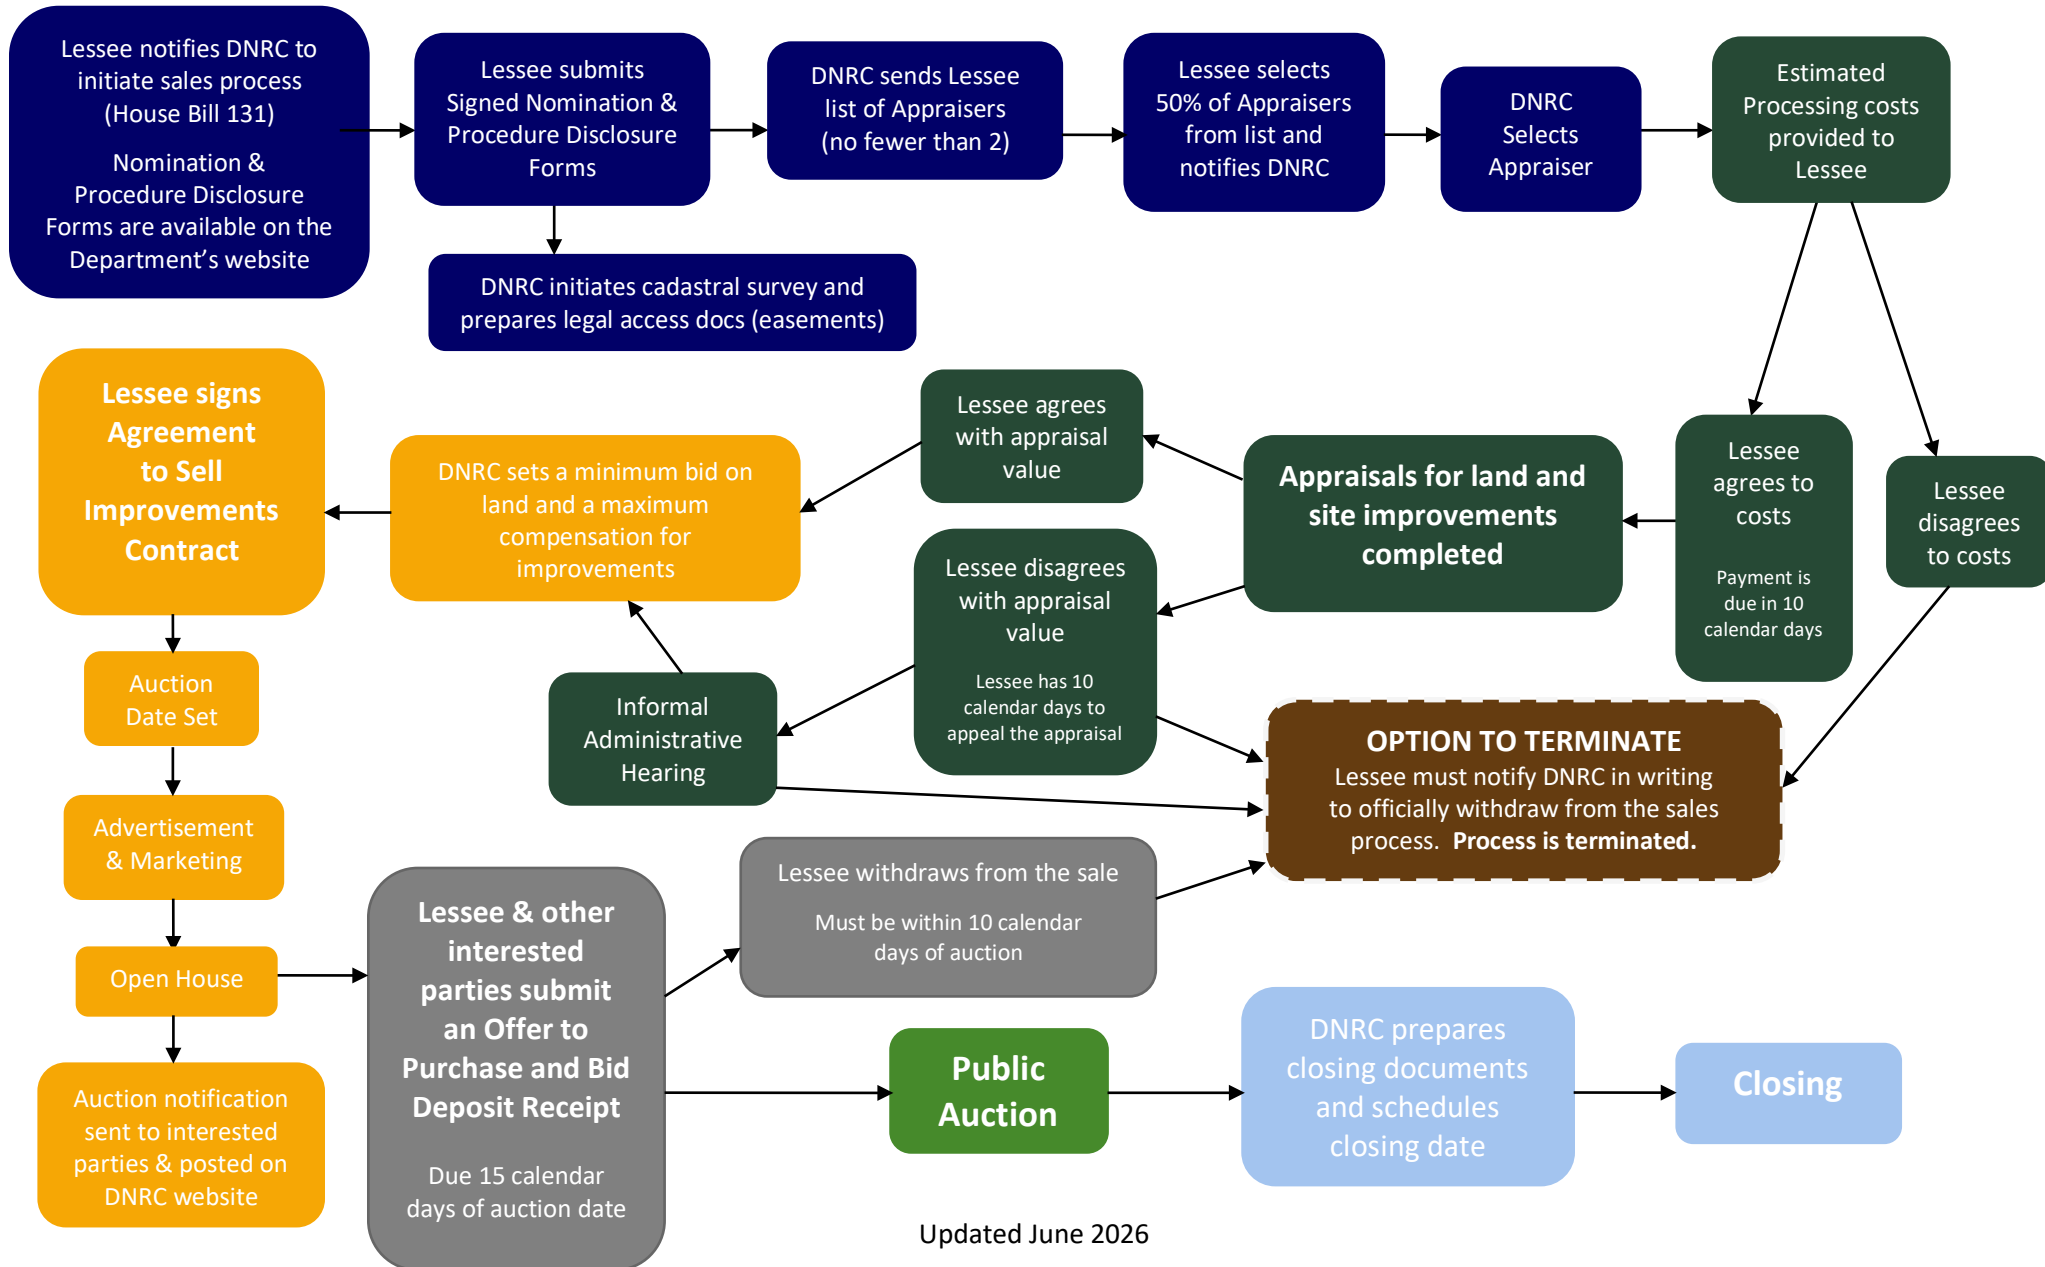 Lessee notifies DNRC to
initiate sales process
(House Bill 131)
Nomination &
Procedure Disclosure
Forms are available on the
Department’s website
Lessee submits
Signed Nomination &
Procedure Disclosure
Forms
DNRC sends Lessee
list of Appraisers
(no fewer than 2)
Lessee selects
50% of Appraisers
from list and
notifies DNRC
DNRC
Selects
Appraiser
Estimated
Processing costs
provided to
Lessee
DNRC initiates cadastral survey and
prepares legal access docs (easements)
Lessee
agrees to
costs
Payment is
due in 10
calendar days
Lessee
disagrees
to costs
Appraisals for land and
site improvements
completed
Lessee agrees
with appraisal
value
Lessee disagrees
with appraisal
value
Lessee has 10
calendar days to
appeal the appraisal
Informal
Administrative
Hearing
OPTION TO TERMINATE
Lessee must notify DNRC in writing
to officially withdraw from the sales
process.  Process is terminated.
DNRC sets a minimum bid on
land and a maximum
compensation for
improvements
Lessee signs
Agreement
to Sell
Improvements
Contract
Auction
Date Set
Advertisement
& Marketing
Open House
Auction notification
sent to interested
parties & posted on
DNRC website
Lessee & other
interested
parties submit
an Offer to
Purchase and Bid
Deposit Receipt
Due 15 calendar
days of auction date
Lessee withdraws from the sale
Must be within 10 calendar
days of auction
Public
Auction
DNRC prepares
closing documents
and schedules
closing date
Closing
Updated June 2026